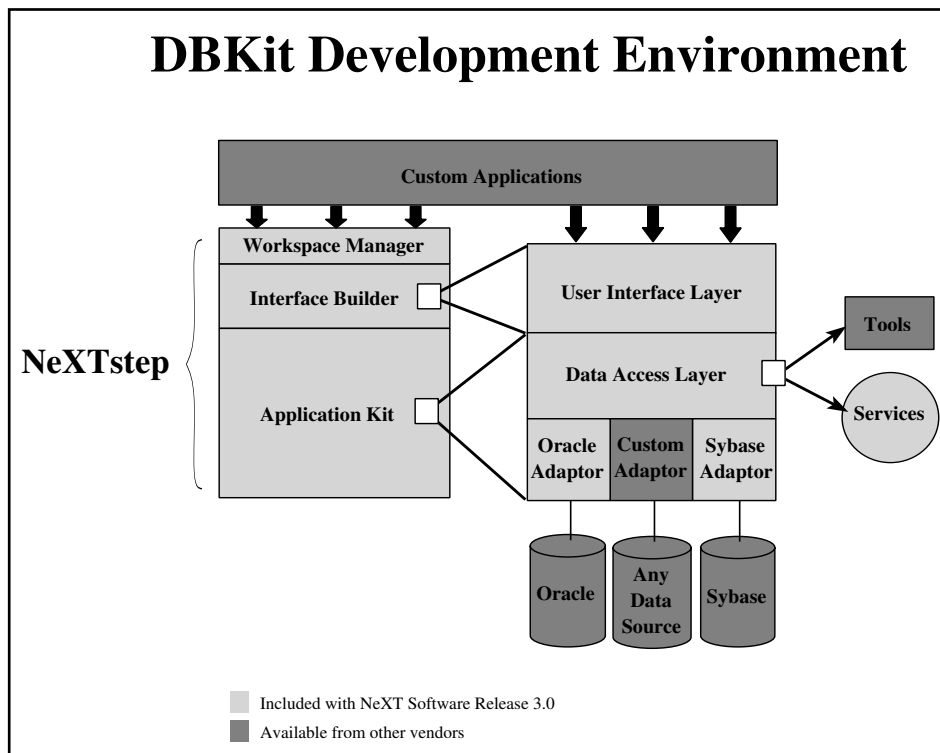 DBKit Development Environment
Custom Applications
Workspace Manager
Interface Builder
Application Kit
NeXTstep
User Interface Layer
Data Access Layer
Tools
Services
Oracle
Adaptor
Custom
Adaptor
Sybase
Adaptor
Oracle
Any
Data
Source
Sybase
Included with NeXT Software Release 3.0
Available from other vendors